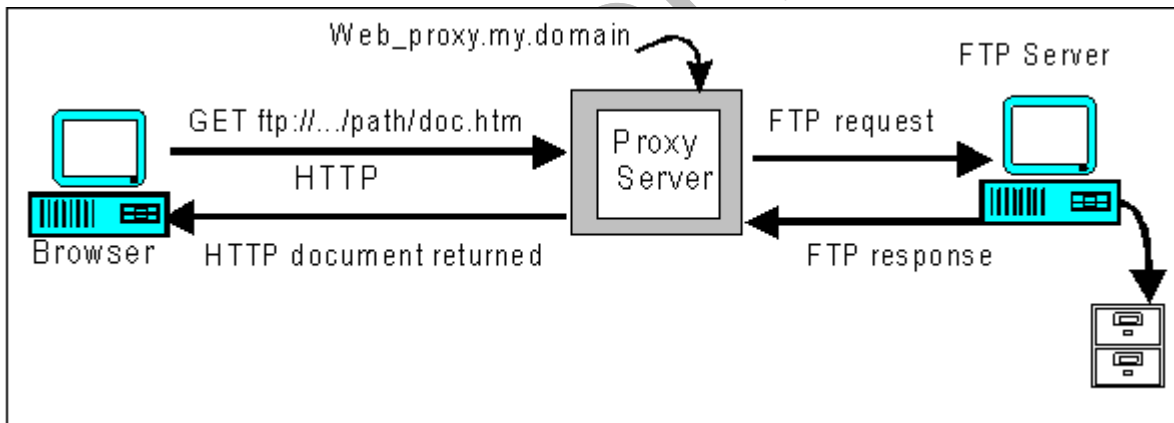 Web_proxy.my.domain
FTP Server
GET ftp://.../path/doc.htm
FTP request
Proxy
Server
HTTP
Browser
HTTP document returned
FTP response